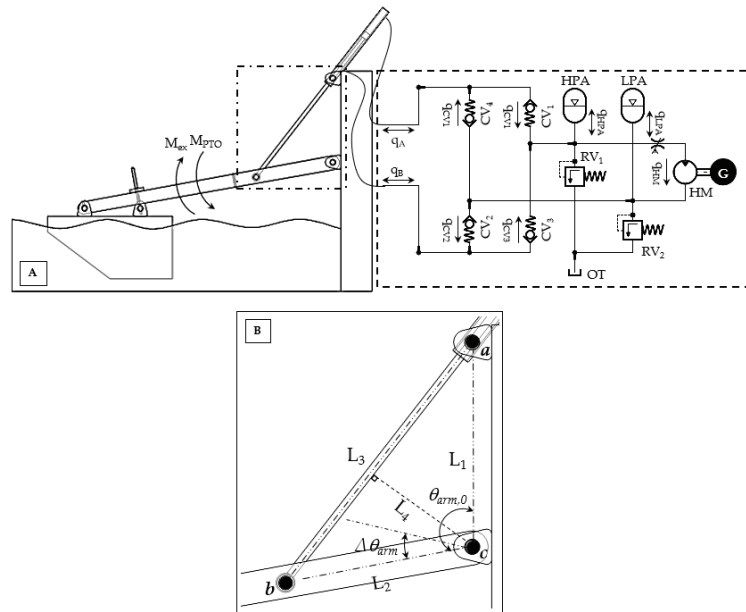 HPA
LPA
M_ex
M_PTO
q_A
q_B
q_CV1
CV_4
q_CV1
CV_1
q_HPA
q_LPA
RV_1
q_HM
HM
G
q_CV2
CV_2
q_CV3
CV_3
RV_2
OT
A
B
a
L_3
L_1
θ_arm,0
L_4
Δθ_arm
c
b
L_2